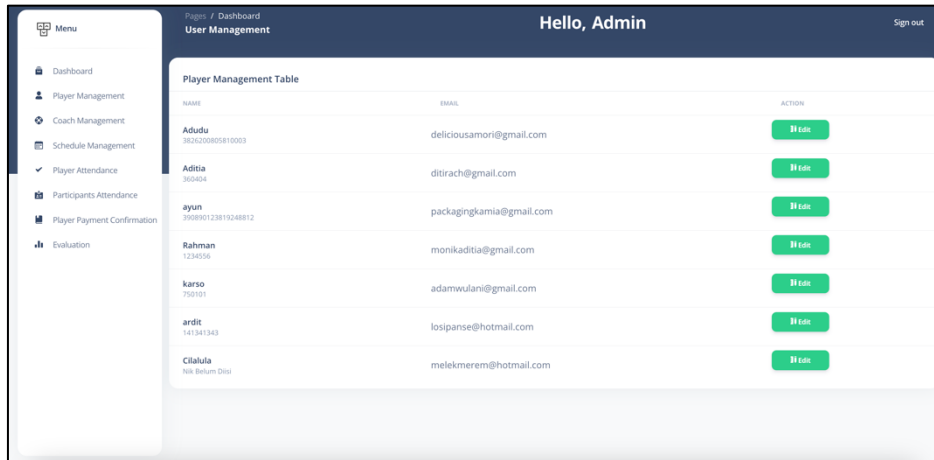 Menu
Dashboard
Player Management
Coach Management
Schedule Management
Player Attendance
Participants Attendance
Player Payment Confirmation
Evaluation
Pages / Dashboard
User Management
Hello, Admin
Sign out
Player Management Table
NAME EMAIL ACTION
Adudu
3826200805810003
deliciousamori@gmail.com
Edit
Aditia
360404
ditirach@gmail.com
Edit
ayun
390890123819248812
packagingkamia@gmail.com
Edit
Rahman
1234556
monikaditia@gmail.com
Edit
karso
750101
adamwulani@gmail.com
Edit
ardit
141341343
losipanse@hotmail.com
Edit
Cilalula
Nik Belum Diisi
melekmerem@hotmail.com
Edit